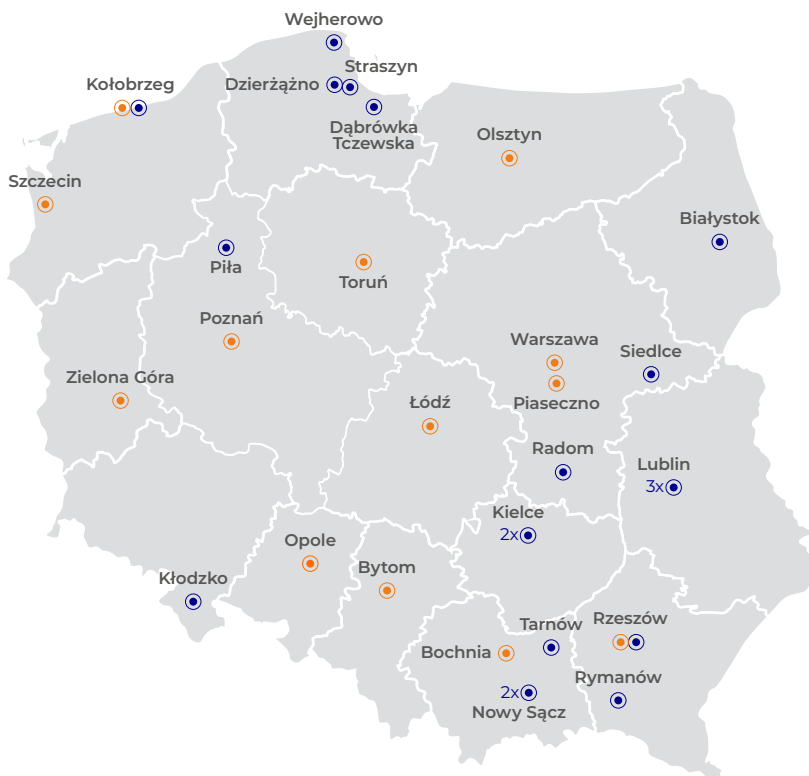 Wejherowo
Straszyn
Kołobrzeg
Dzierżążno
Dąbrówka
Tczewska
Olsztyn
Szczecin
Białystok
Piła
Toruń
Poznań
Warszawa
Siedlce
Zielona Góra
Piaseczno
Łódź
Radom
Lublin
3x
Kielce
2x
Opole
Bytom
Kłodzko
Tarnów
Rzeszów
Bochnia
Rymanów
2x
Nowy Sącz